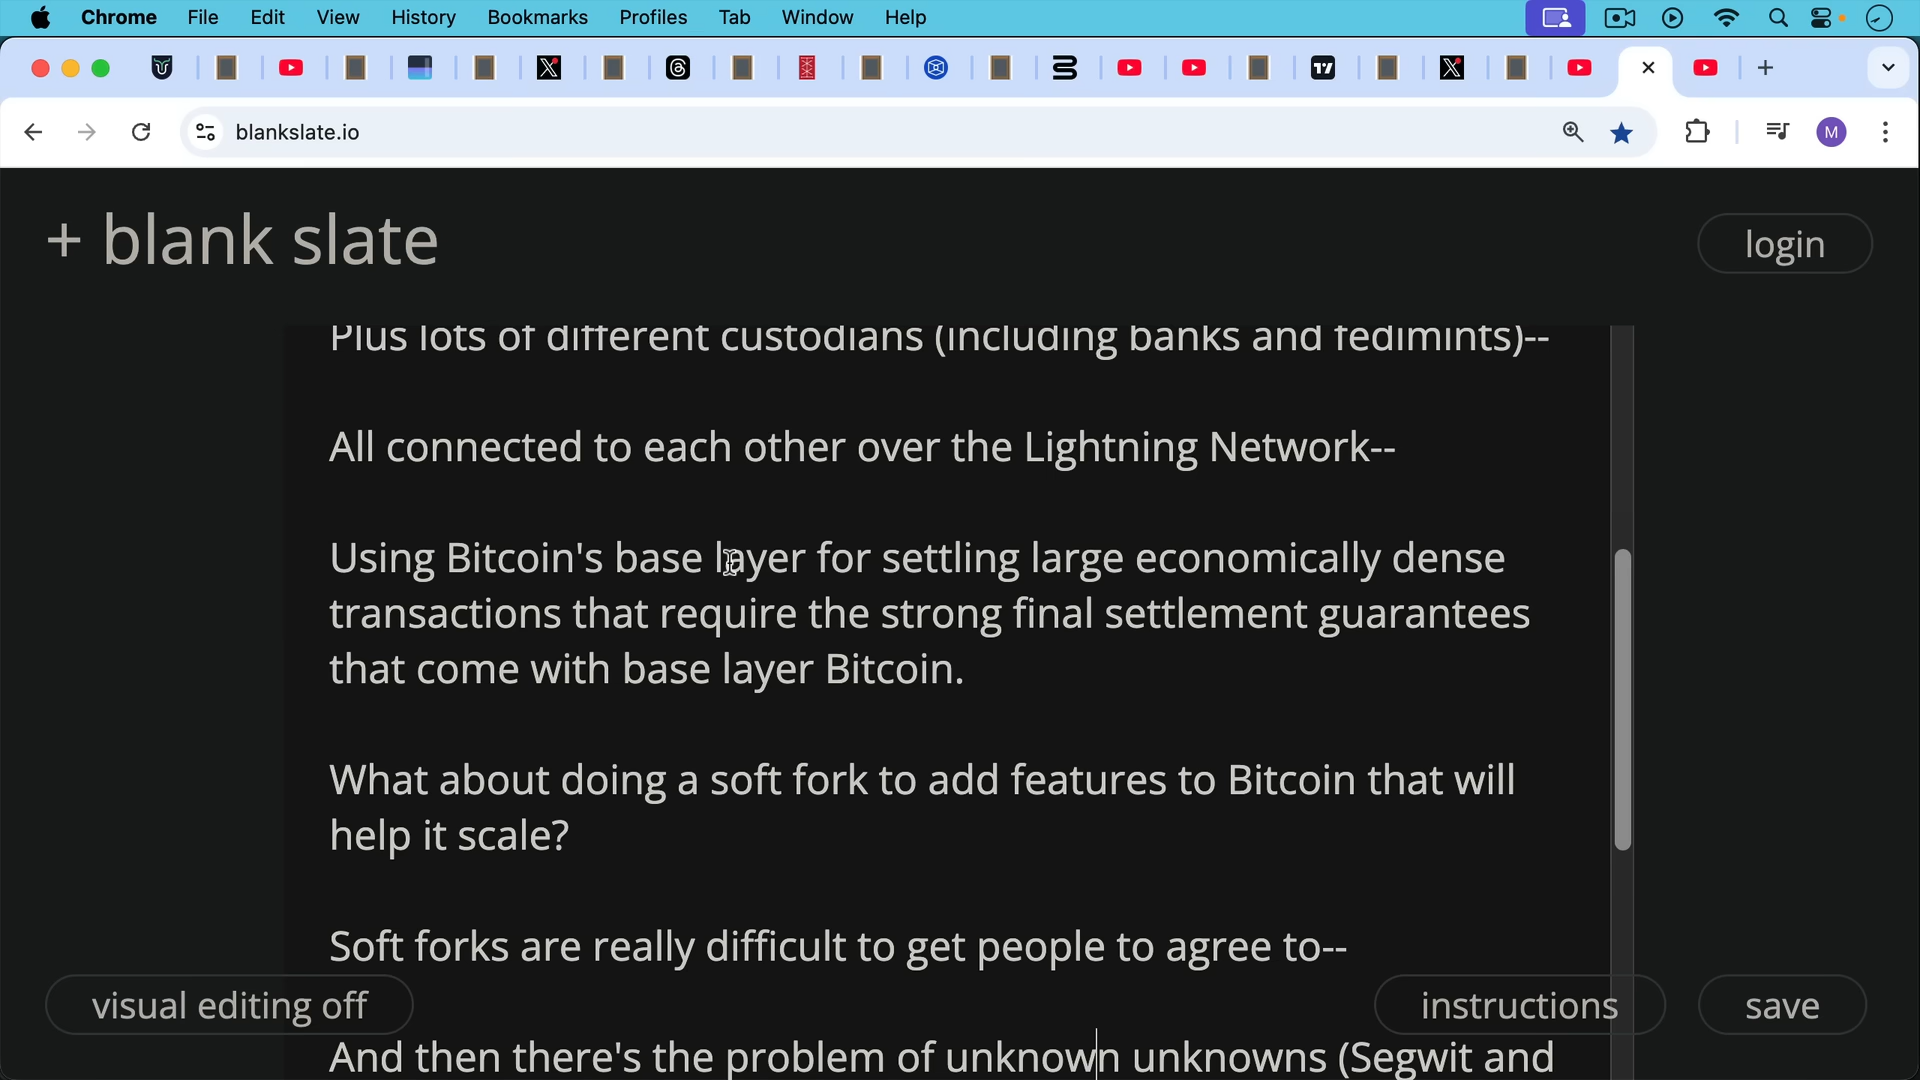 Chrome File Edit View History Bookmarks Profiles Tab Window Help
blankslate.io
M
+ blank slate
login
Plus lots of different custodians (including banks and fedimints)--
All connected to each other over the Lightning Network--
Using Bitcoin's base layer for settling large economically dense
transactions that require the strong final settlement guarantees
that come with base layer Bitcoin.
What about doing a soft fork to add features to Bitcoin that will
help it scale?
Soft forks are really difficult to get people to agree to--
visual editing off
instructions
save
And then there's the problem of unknown unknowns (Segwit and